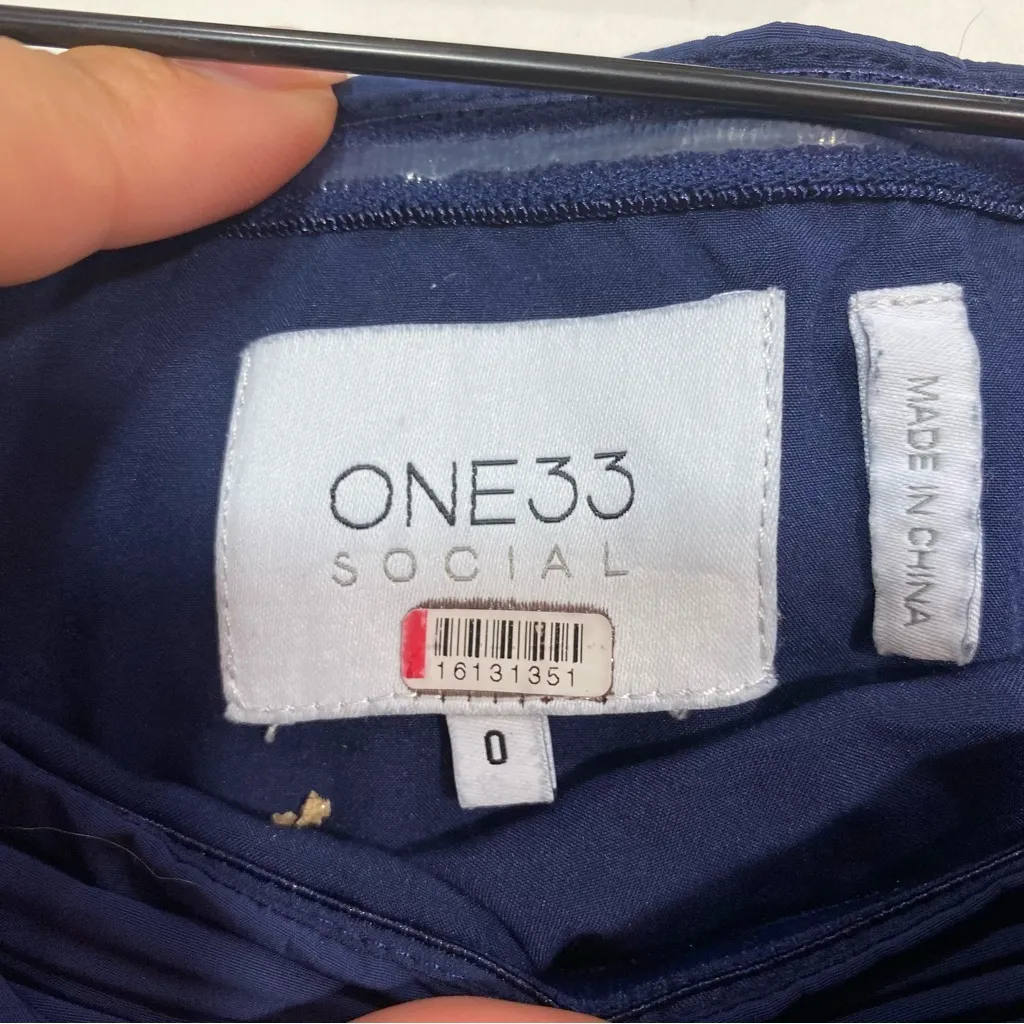 ONE33
SOCIAL
16131351
0
MADE IN CHINA